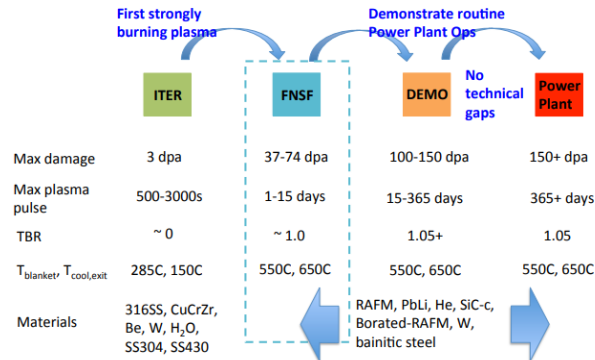 First strongly
burning plasma
Demonstrate routine
Power Plant Ops
ITER
FNSF
DEMO
No
technical
gaps
Power
Plant
Max damage 3 dpa 37-74 dpa 100-150 dpa 150+ dpa
Max plasma
pulse
500-3000s 1-15 days 15-365 days 365+ days
TBR ~ 0 ~ 1.0 1.05+ 1.05
Tblanket, Tcool,exit 285C, 150C 550C, 650C 550C, 650C 550C, 650C
Materials
316SS, CuCrZr,
Be, W, H2O,
SS304, SS430
RAFM, PbLi, He, SiC-c,
Borated-RAFM, W,
bainitic steel